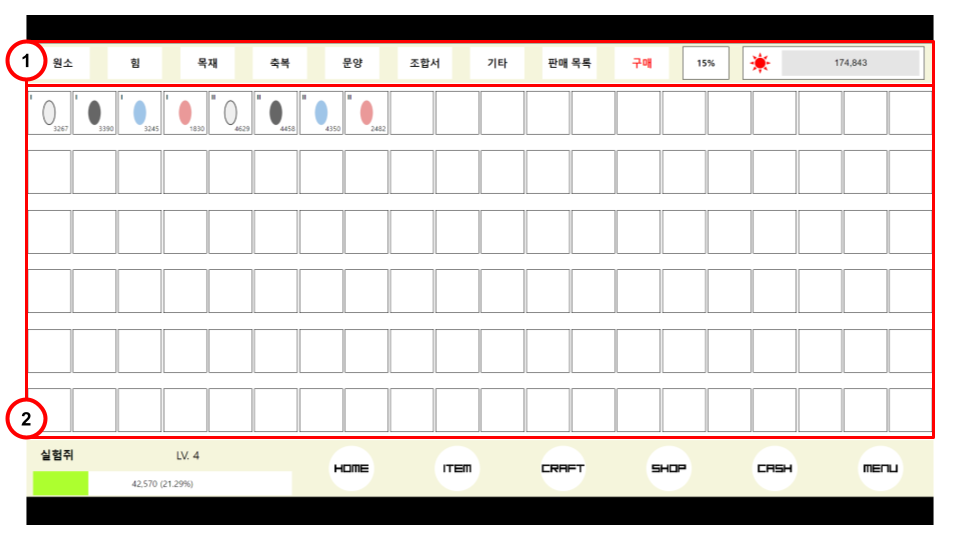 1 원소 힘 목재 축복 문양 조합서 기타 판매 목록 구매 15% 174,843
I 3267 I 3390 I 3245 I 1830 II 4629 II 4458 II 4350 II 2482
2
실험쥐 LV. 4
42,570 (21.29%)
HOME ITEM CRAFT SHOP CASH MENU